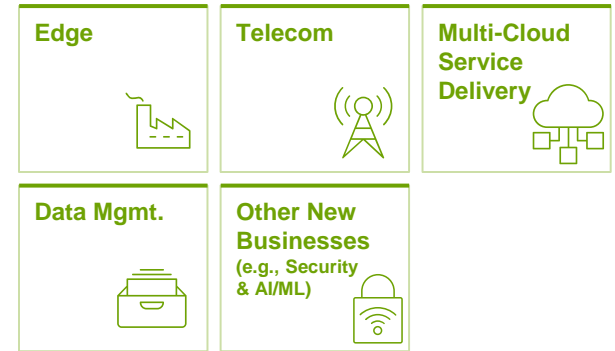 Edge
Telecom
Multi-Cloud
Service
Delivery
Data Mgmt.
Other New
Businesses
(e.g., Security
& AI/ML)